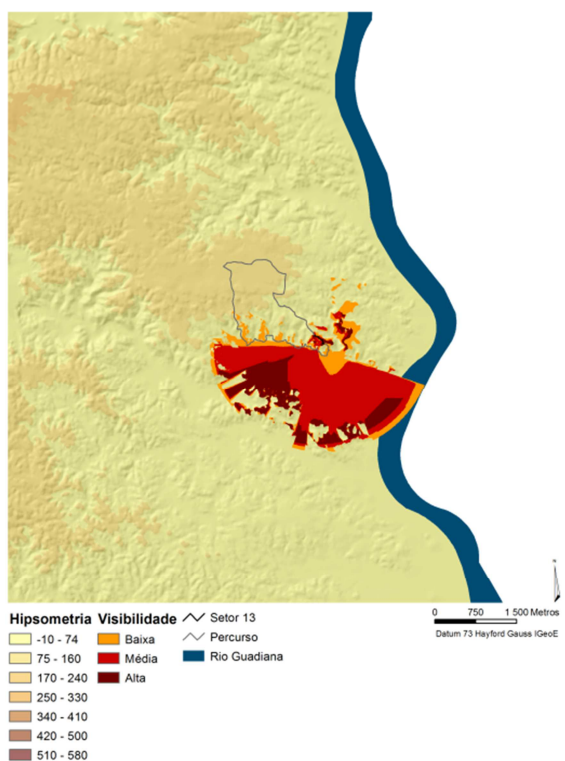 N
0 750 1 500 Metros
Datum 73 Hayford Gauss IGeoE
Hipsometria
-10 - 74
75 - 160
170 - 240
250 - 330
340 - 410
420 - 500
510 - 580
Visibilidade
Baixa
Média
Alta
Setor 13
Percurso
Rio Guadiana